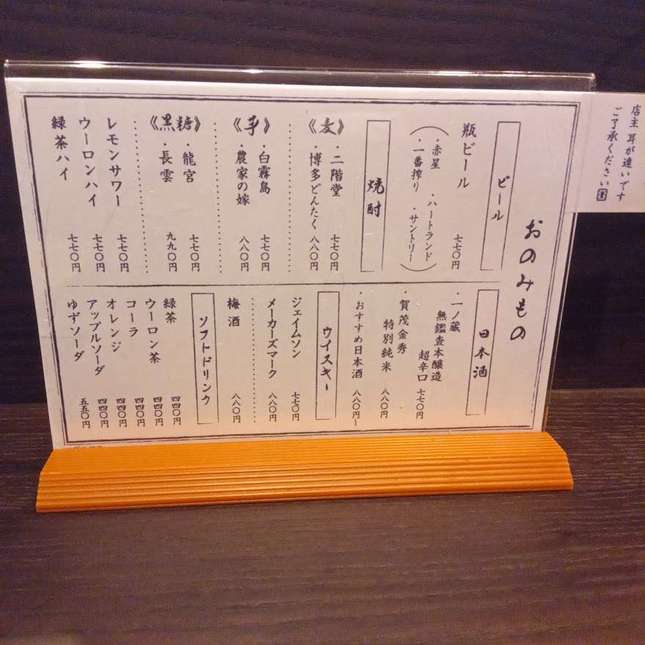 おのみもの
ビール
瓶ビール 七七〇円
・赤星 ・ハートランド
・一番搾り ・サントリー
焼酎
《麦》
・二階堂 七七〇円
・博多どんたく 八八〇円
《芋》
・白霧島 七七〇円
・農家の嫁 八八〇円
《黒糖》
・龍宮 七七〇円
・長雲 九九〇円
レモンサワー 七七〇円
ウーロンハイ 七七〇円
緑茶ハイ 七七〇円
日本酒
・一ノ蔵
無鑑査本醸造
超辛口 七七〇円
・賀茂金秀
特別純米 八八〇円
・おすすめ日本酒 八八〇円〜
ウイスキー
ジェイムソン 七七〇円
メーカーズマーク 八八〇円
梅酒 八八〇円
ソフトドリンク
緑茶 四四〇円
ウーロン茶 四四〇円
コーラ 四四〇円
オレンジ 四四〇円
アップルソーダ 四四〇円
ゆずソーダ 五五〇円
店主 耳が遠いです
ご了承ください